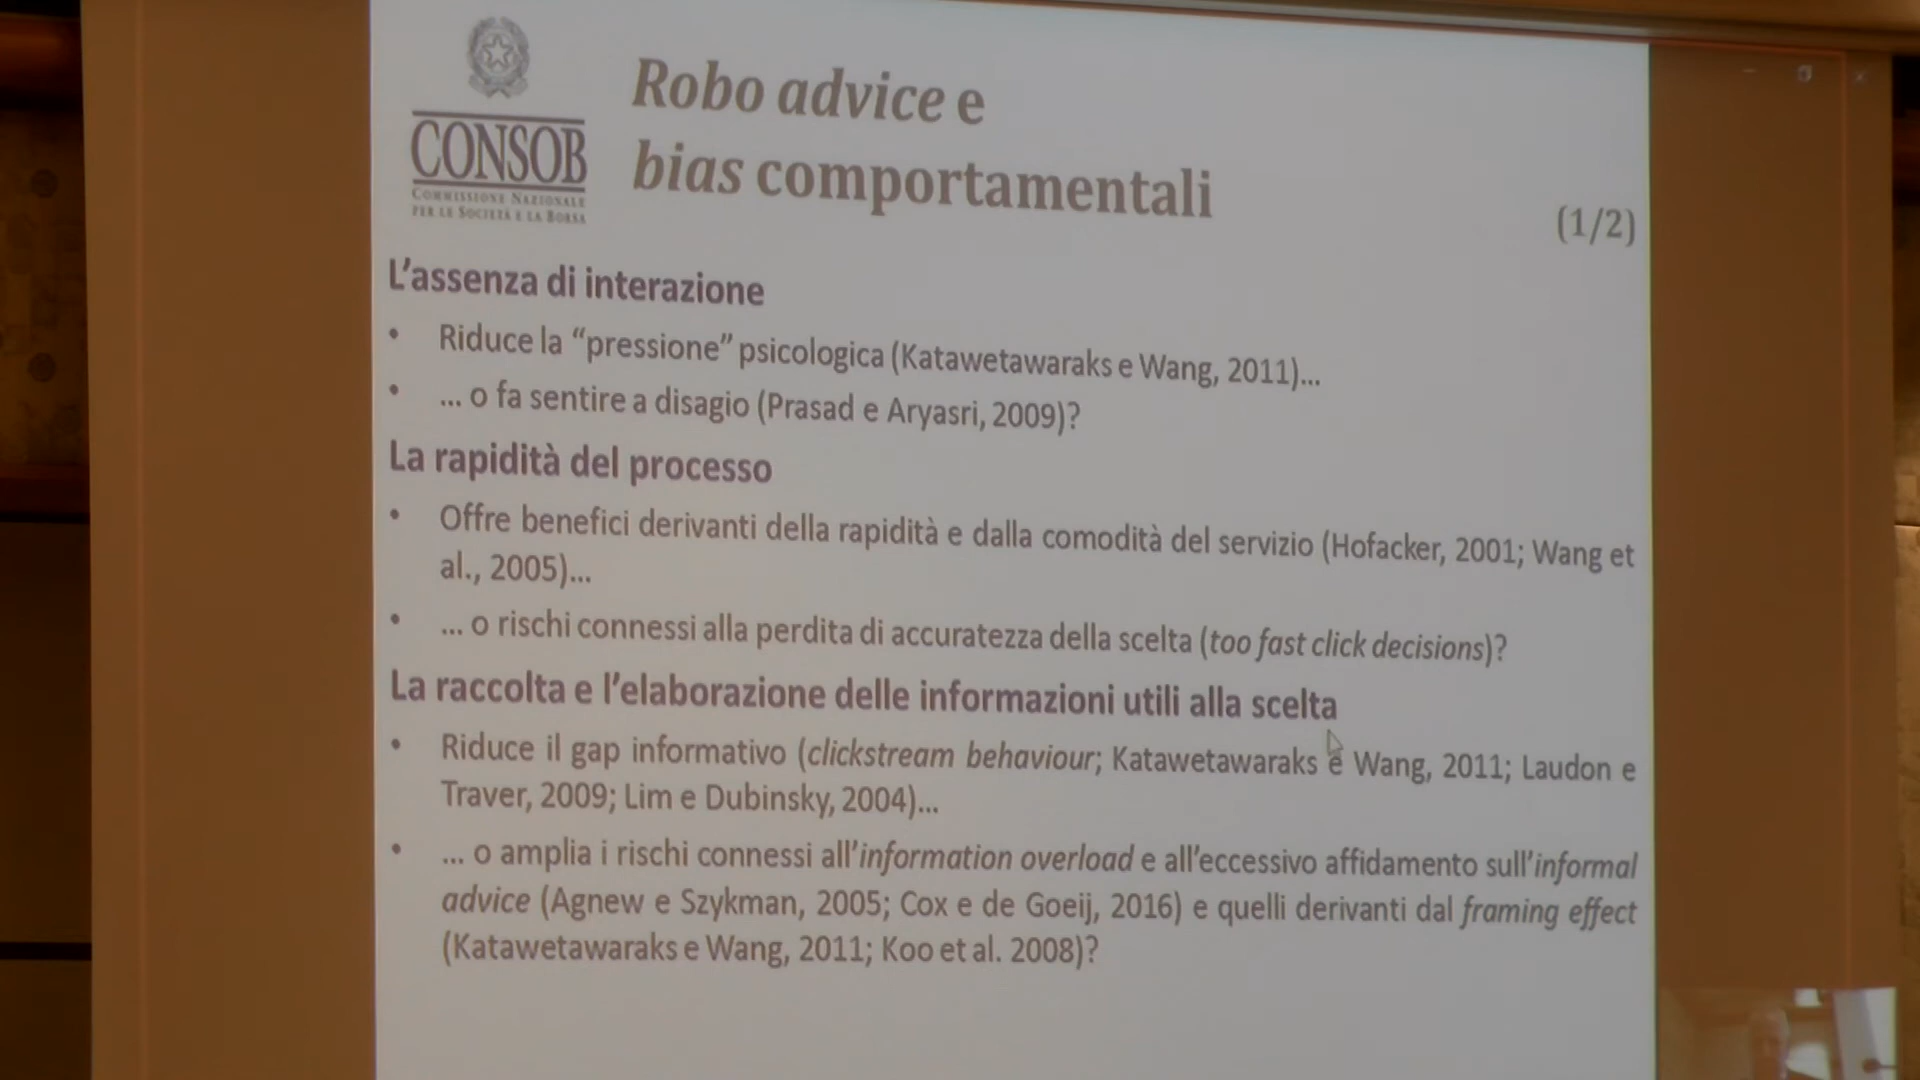 Robo advice e
bias comportamentali
CONSOB
COMMISSIONE NAZIONALE
PER LE SOCIETÀ E LA BORSA
(1/2)
L'assenza di interazione
• Riduce la “pressione” psicologica (Katawetawaraks e Wang, 2011)...
• ... o fa sentire a disagio (Prasad e Aryasri, 2009)?
La rapidità del processo
• Offre benefici derivanti della rapidità e dalla comodità del servizio (Hofacker, 2001; Wang et
al., 2005)...
• ... o rischi connessi alla perdita di accuratezza della scelta (too fast click decisions)?
La raccolta e l'elaborazione delle informazioni utili alla scelta
• Riduce il gap informativo (clickstream behaviour; Katawetawaraks e Wang, 2011; Laudon e
Traver, 2009; Lim e Dubinsky, 2004)...
• ... o amplia i rischi connessi all'information overload e all'eccessivo affidamento sull'informal
advice (Agnew e Szykman, 2005; Cox e de Goeij, 2016) e quelli derivanti dal framing effect
(Katawetawaraks e Wang, 2011; Koo et al. 2008)?